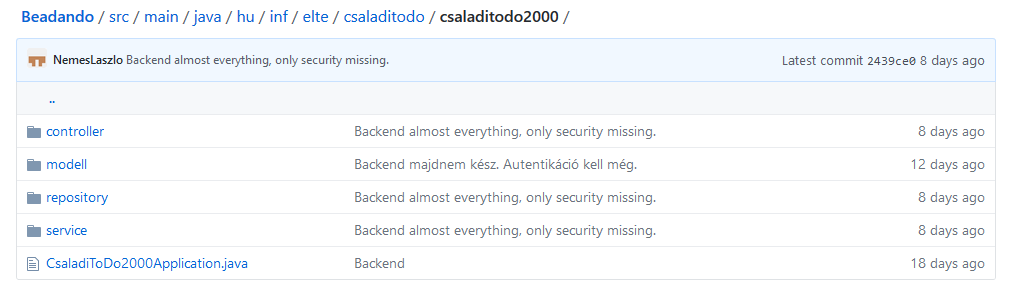 Beadando / src / main / java / hu / inf / elte / csaladitodo / csaladitodo2000 /
NemesLaszlo Backend almost everything, only security missing. Latest commit 2439ce0 8 days ago
..
controller Backend almost everything, only security missing. 8 days ago
modell Backend majdnem kész. Autentikáció kell még. 12 days ago
repository Backend almost everything, only security missing. 8 days ago
service Backend almost everything, only security missing. 8 days ago
CsaladiToDo2000Application.java Backend 18 days ago